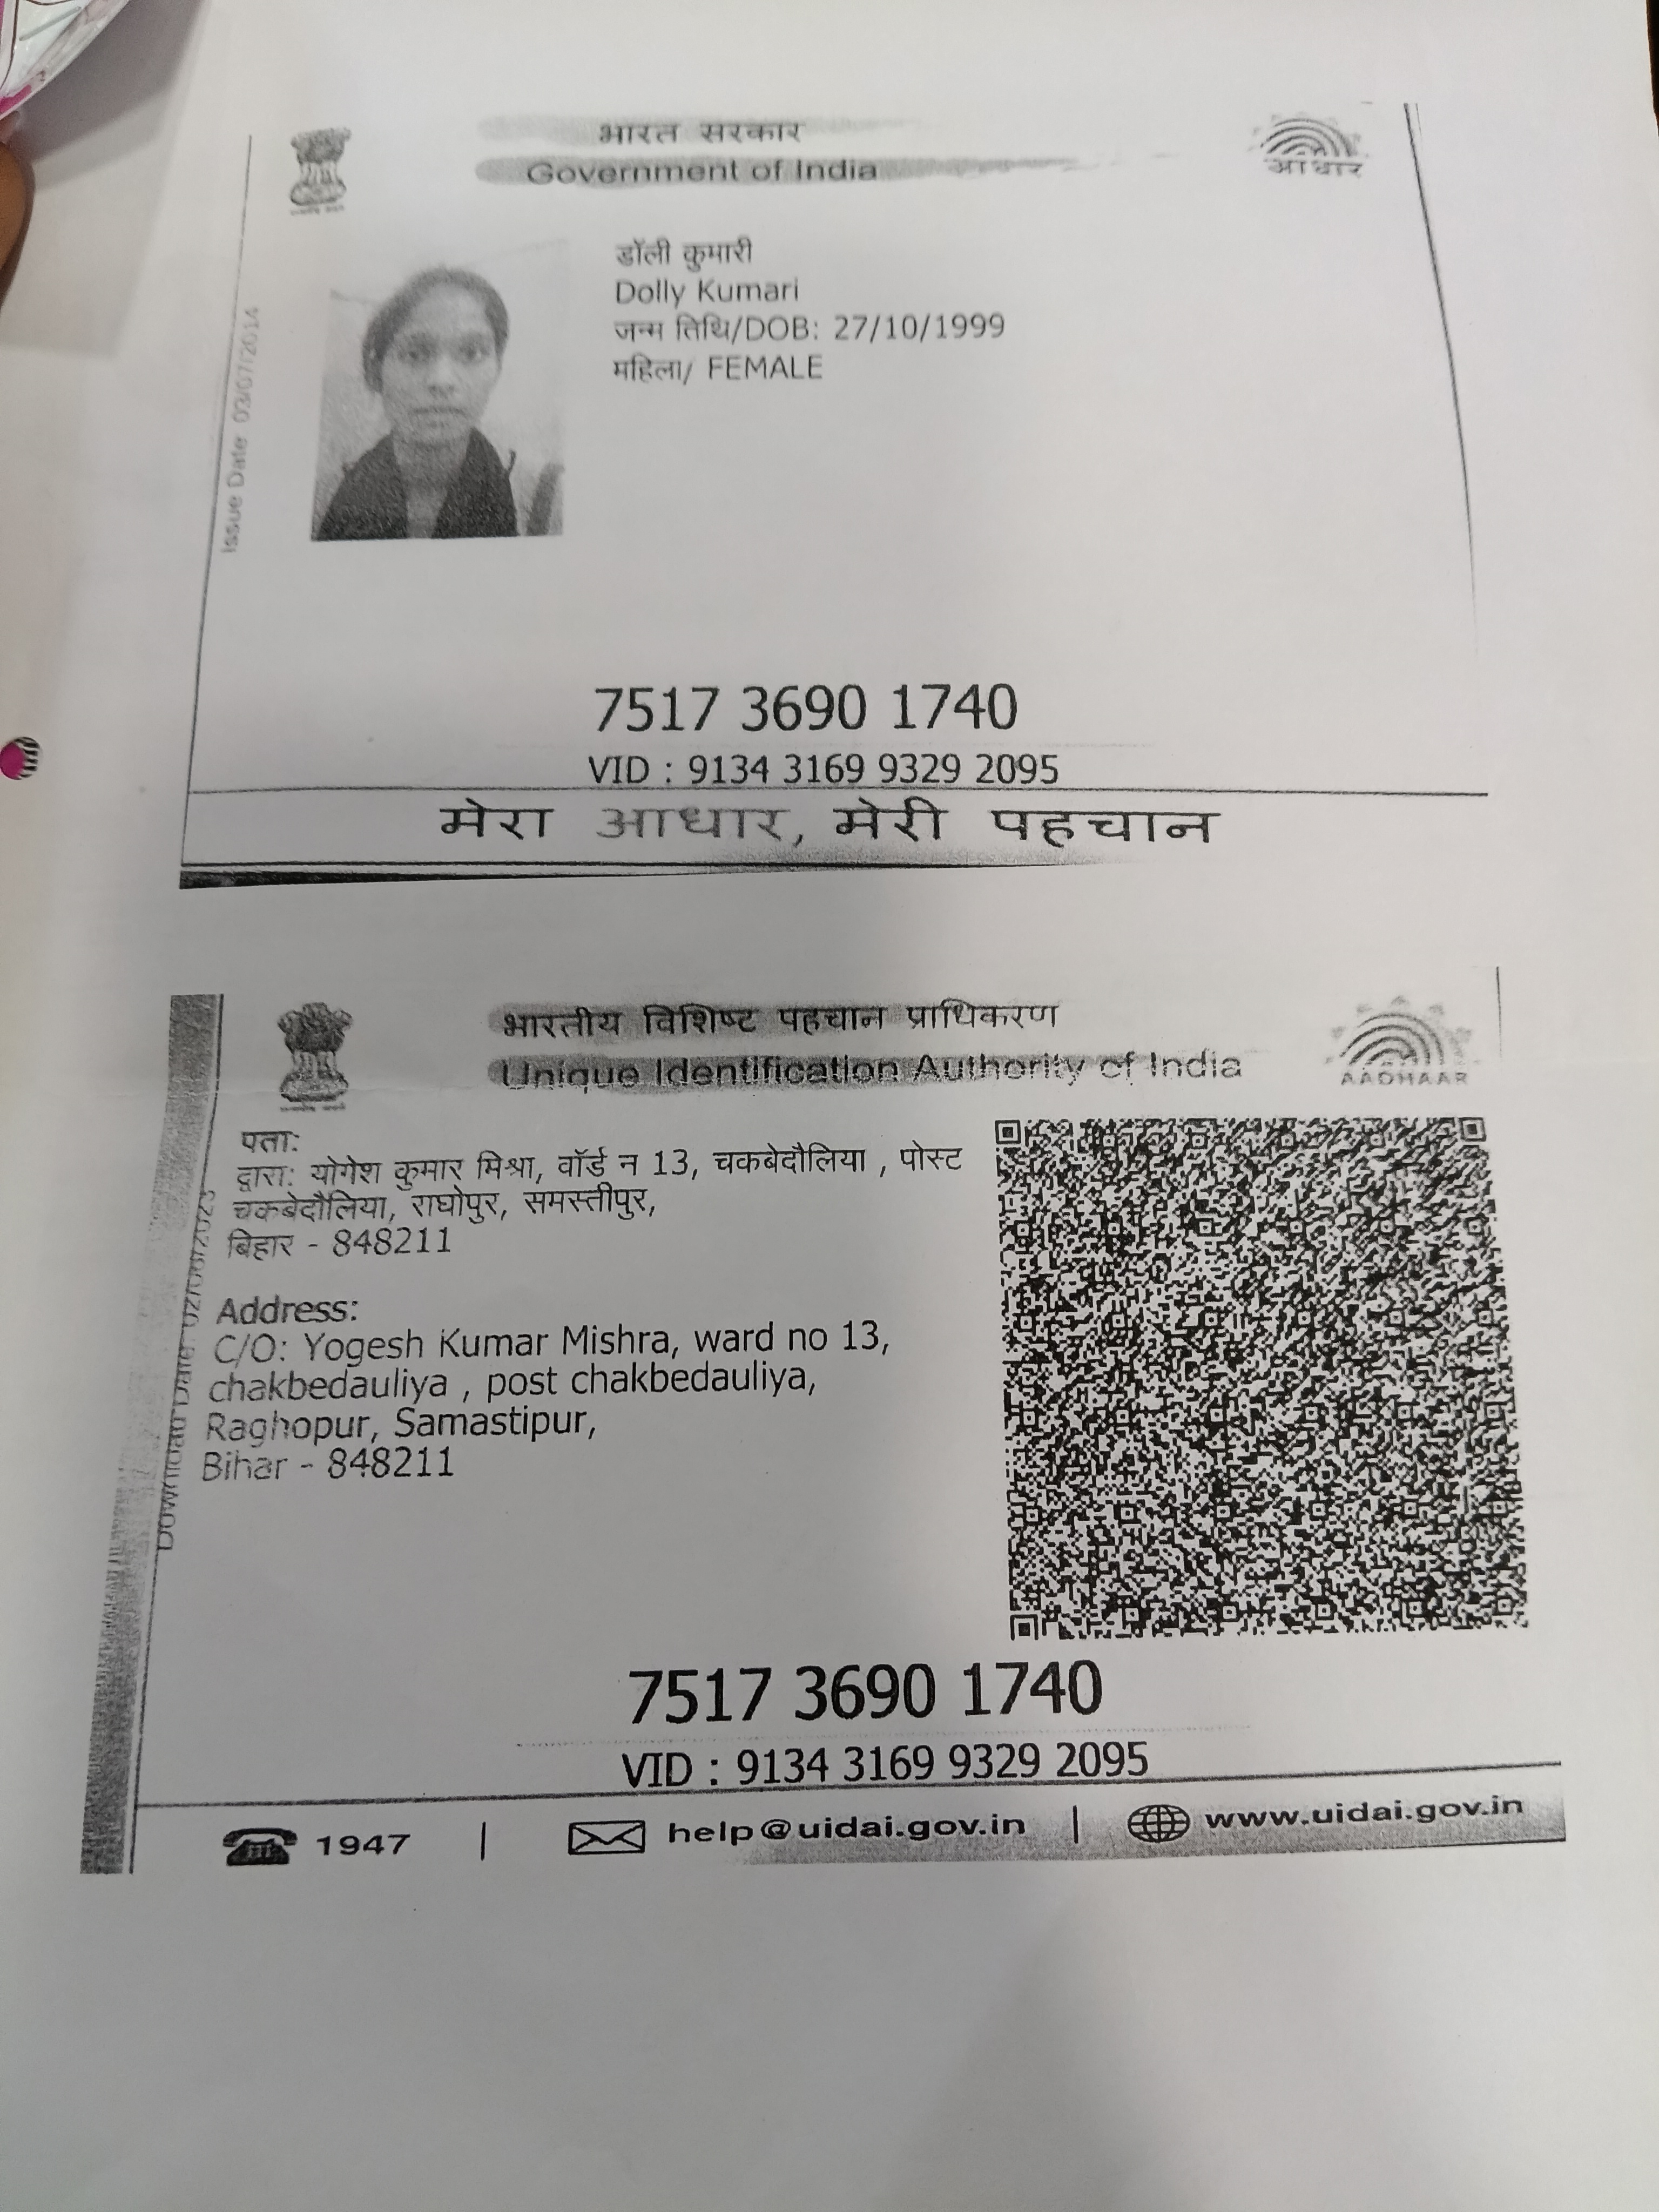 भारत सरकार
Government of India
आधार
Issue Date 03/07/2014
डॉली कुमारी
Dolly Kumari
जन्म तिथि/DOB: 27/10/1999
महिला/ FEMALE
7517 3690 1740
VID : 9134 3169 9329 2095
मेरा आधार, मेरी पहचान
भारतीय विशिष्ट पहचान प्राधिकरण
Unique Identification Authority of India
AADHAAR
पता:
द्वारा: योगेश कुमार मिश्रा, वॉर्ड न 13, चकबेदौलिया , पोस्ट
चकबेदौलिया, राघोपुर, समस्तीपुर,
बिहार - 848211
Download Date:
Address:
C/O: Yogesh Kumar Mishra, ward no 13,
chakbedauliya , post chakbedauliya,
Raghopur, Samastipur,
Bihar - 848211
7517 3690 1740
VID : 9134 3169 9329 2095
1947 | help@uidai.gov.in | www.uidai.gov.in